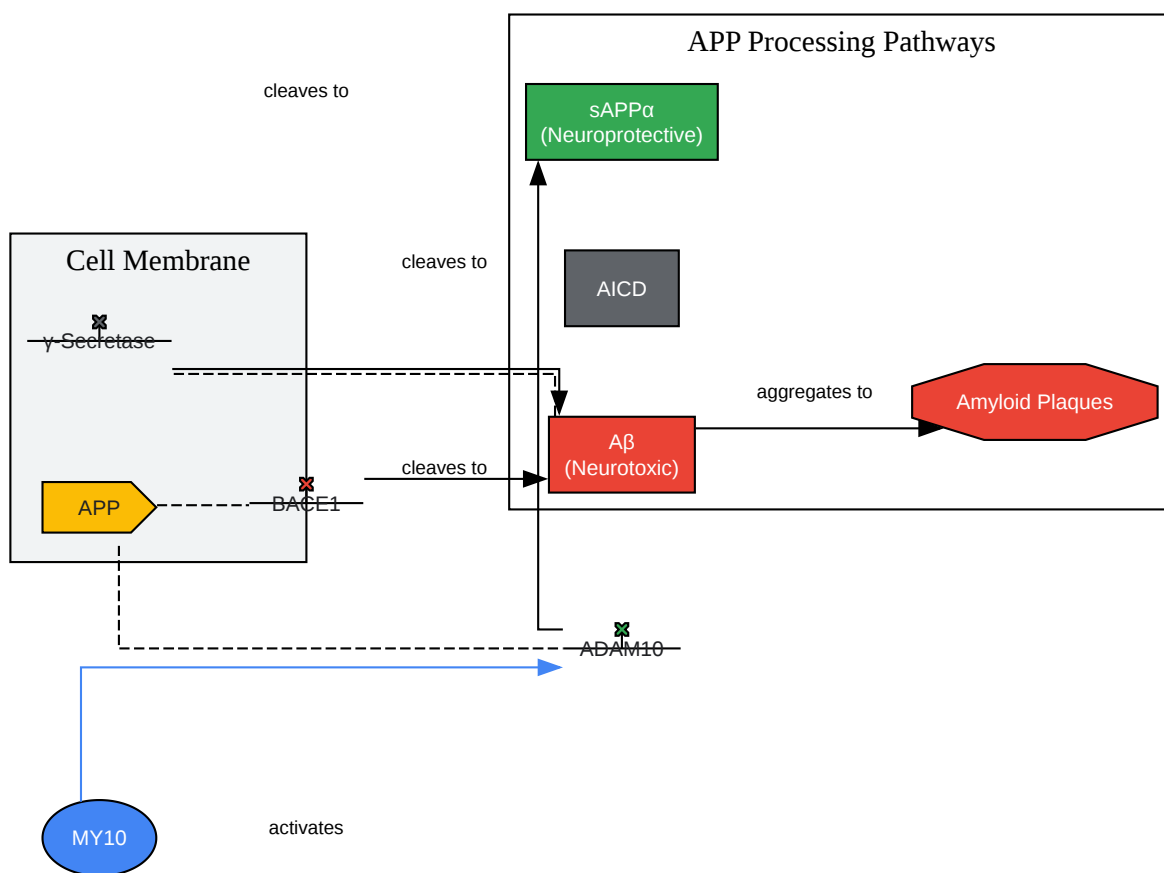 APP Processing Pathways
cleaves to
sAPPα
(Neuroprotective)
Cell Membrane
cleaves to
AICD
γ-Secretase
aggregates to
Amyloid Plaques
Aβ
(Neurotoxic)
cleaves to
APP
BACE1
ADAM10
MY10
activates